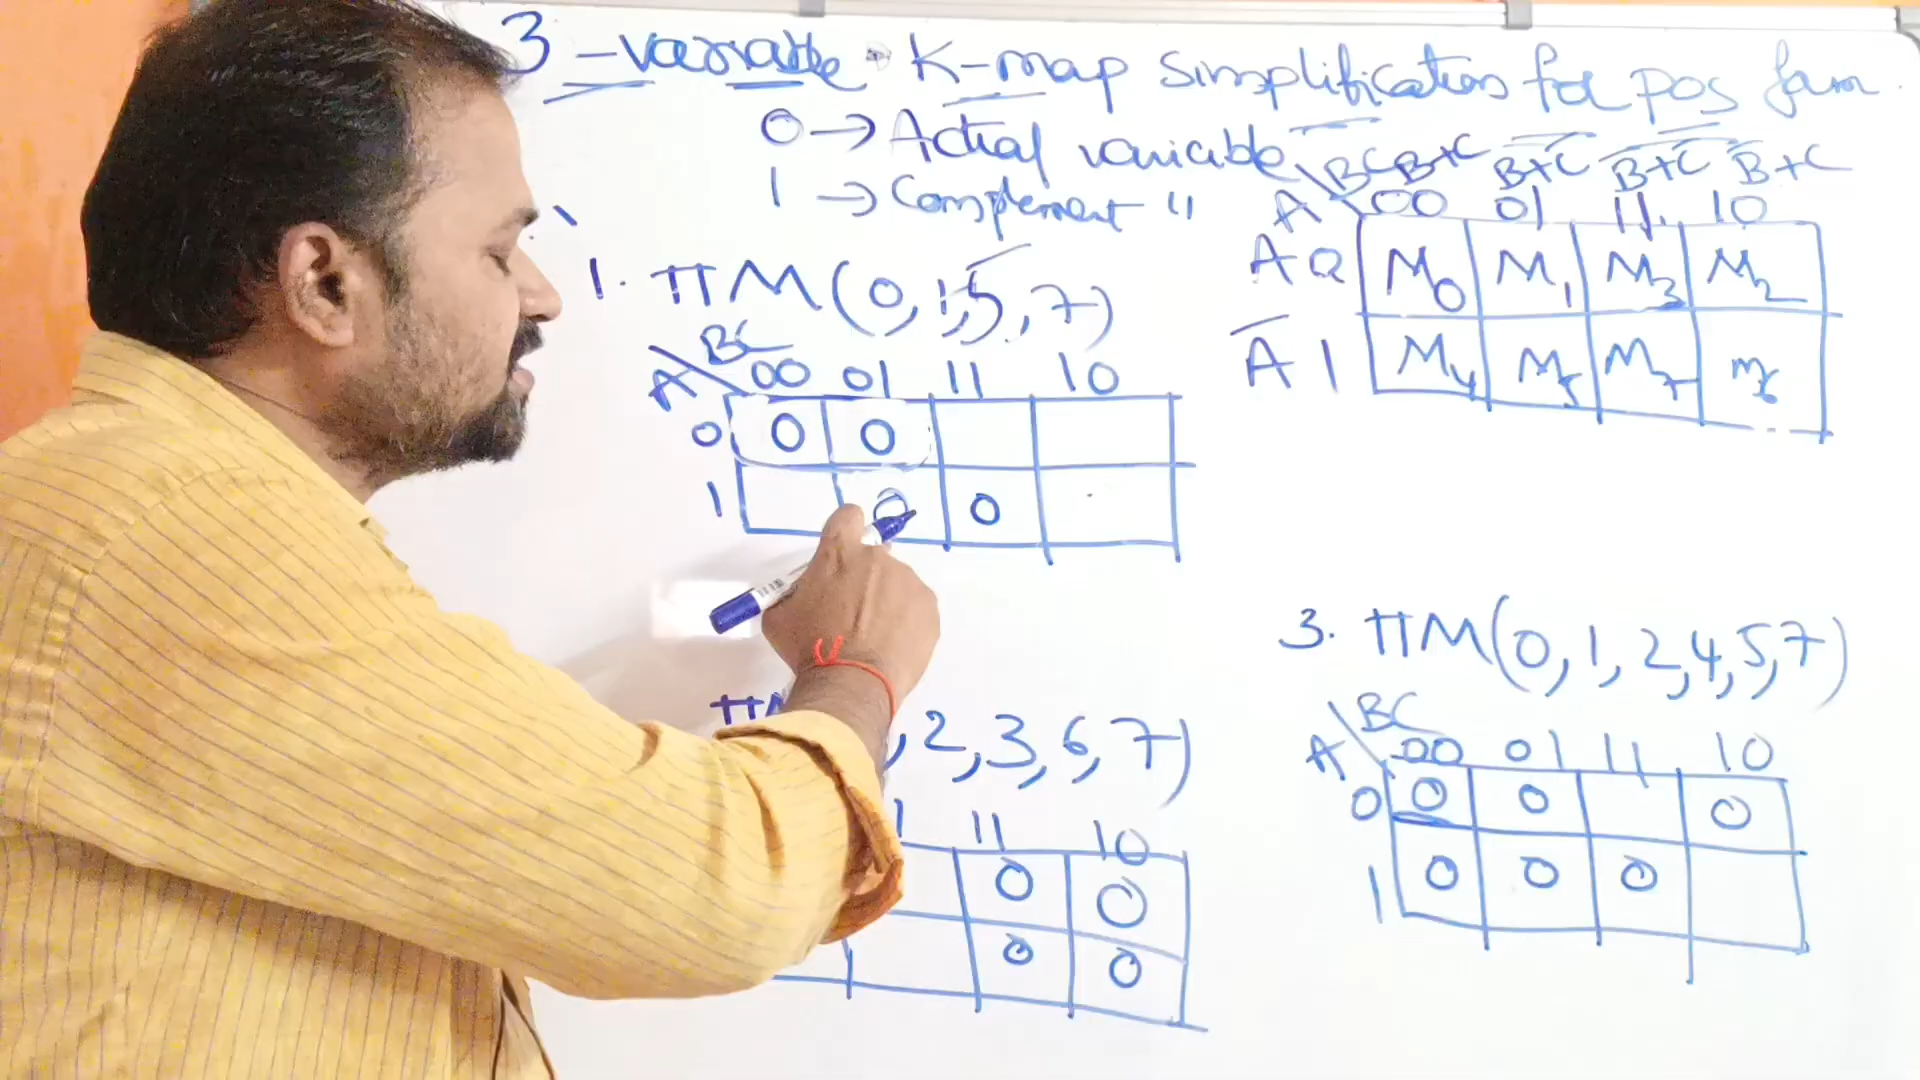 3-variable K-map simplification for pos form.
0 → Actual variable
1 → Complement "
A BC B+C B+C̅ B̅+C̅ B̅+C
00 01 11 10
A 0 M0 M1 M3 M2
A̅ 1 M4 M5 M7 m6
1. πM(0,1,5,7)
A BC
00 01 11 10
0 0 0
1 0 0
πM , 2, 3, 6, 7)
1 11 10
0 0
0 0
3. πM(0,1,2,4,5,7)
A BC
00 01 11 10
0 0 0 0
1 0 0 0